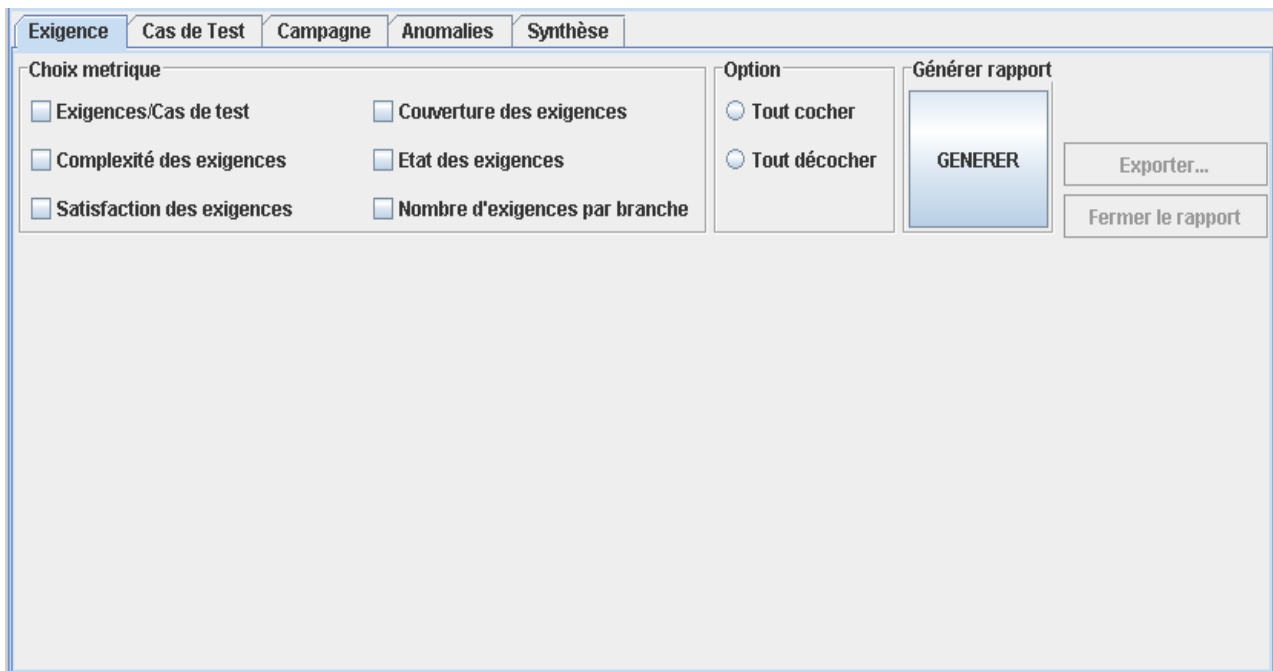 Exigence Cas de Test Campagne Anomalies Synthèse
Choix metrique Option Générer rapport
Exigences/Cas de test Couverture des exigences Tout cocher
Complexité des exigences Etat des exigences Tout décocher GENERER Exporter...
Satisfaction des exigences Nombre d'exigences par branche Fermer le rapport